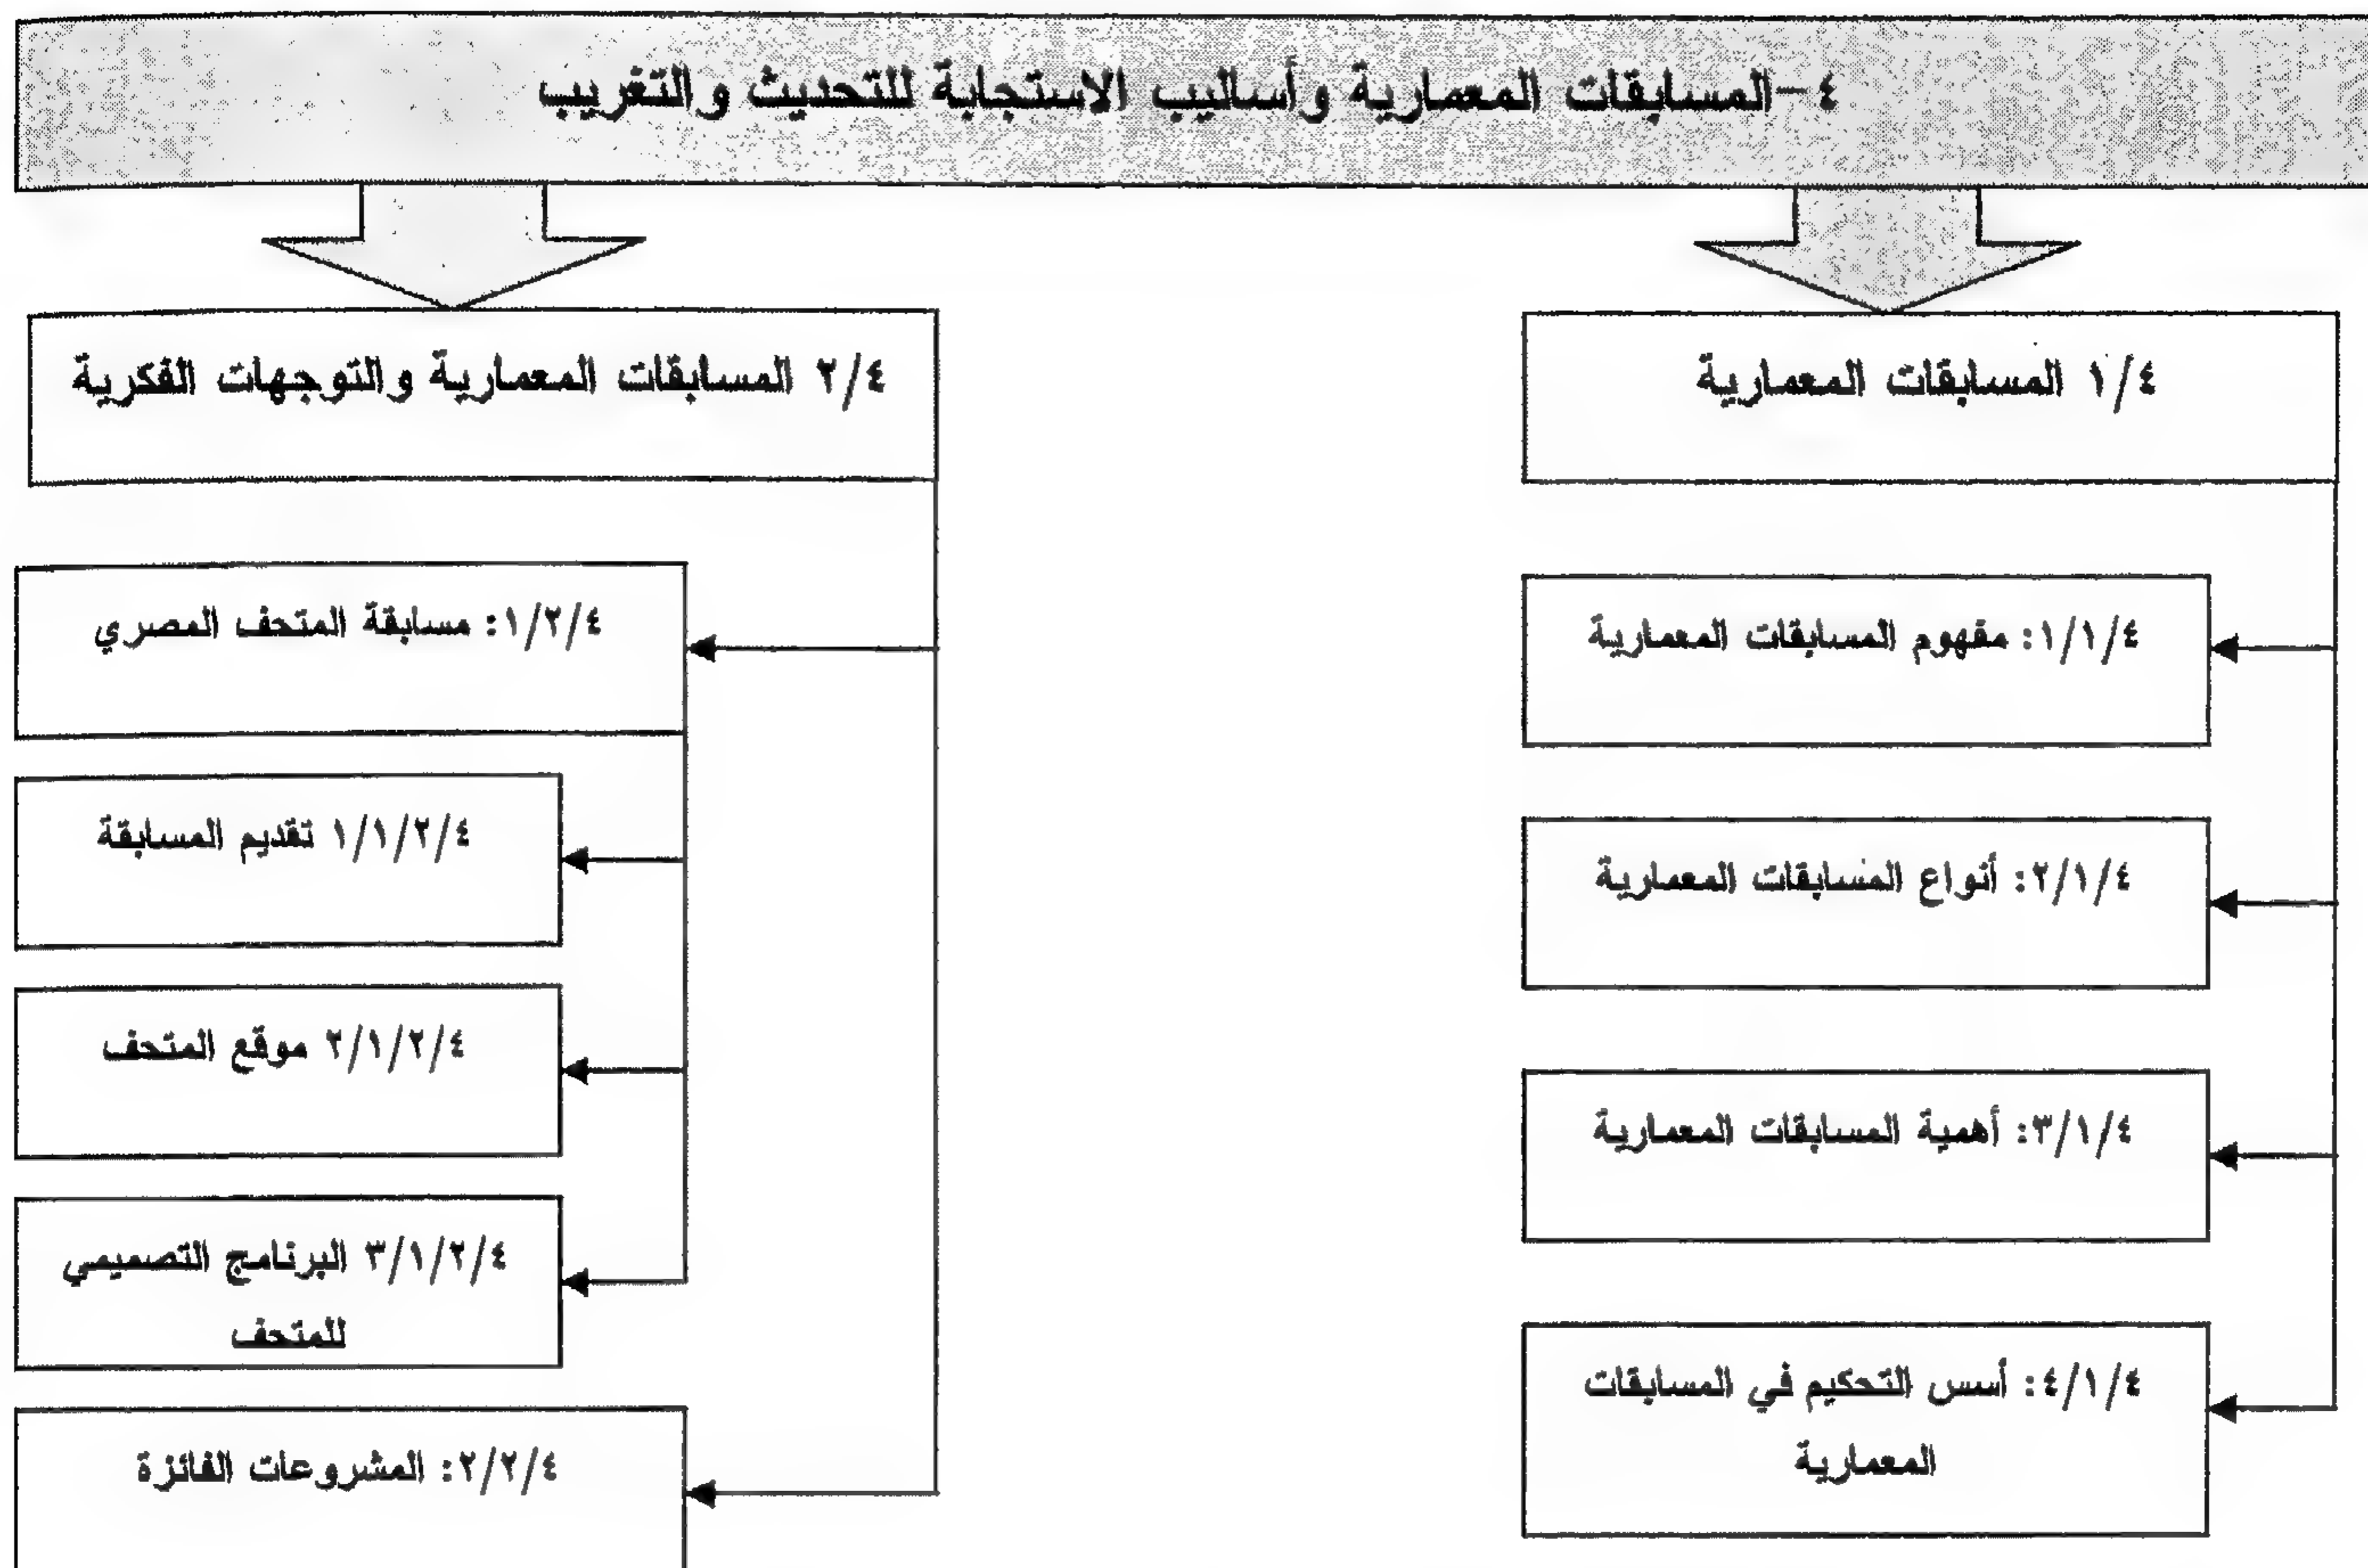 ٤-المسابقات المعمارية وأساليب الاستجابة للتحديث والتغريب
١/٤ المسابقات المعمارية
١/١/٤: مفهوم المسابقات المعمارية
٢/١/٤: أنواع المسابقات المعمارية
٣/١/٤: أهمية المسابقات المعمارية
٤/١/٤: أسس التحكيم في المسابقات
المعمارية
٢/٤ المسابقات المعمارية والتوجهات الفكرية
١/٢/٤: مسابقة المتحف المصري
١/١/٢/٤ تقديم المسابقة
٢/١/٢/٤ موقع المتحف
٣/١/٢/٤ البرنامج التصميمي
للمتحف
٢/٢/٤: المشروعات الفائزة